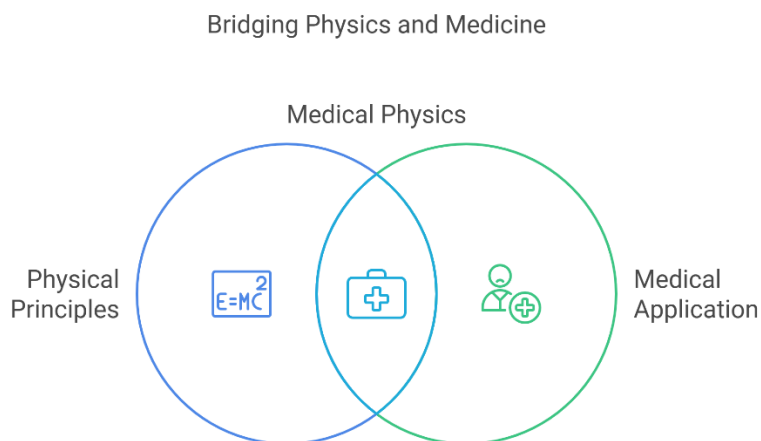 Bridging Physics and Medicine
Medical Physics
Physical
Principles
E=MC²
Medical
Application